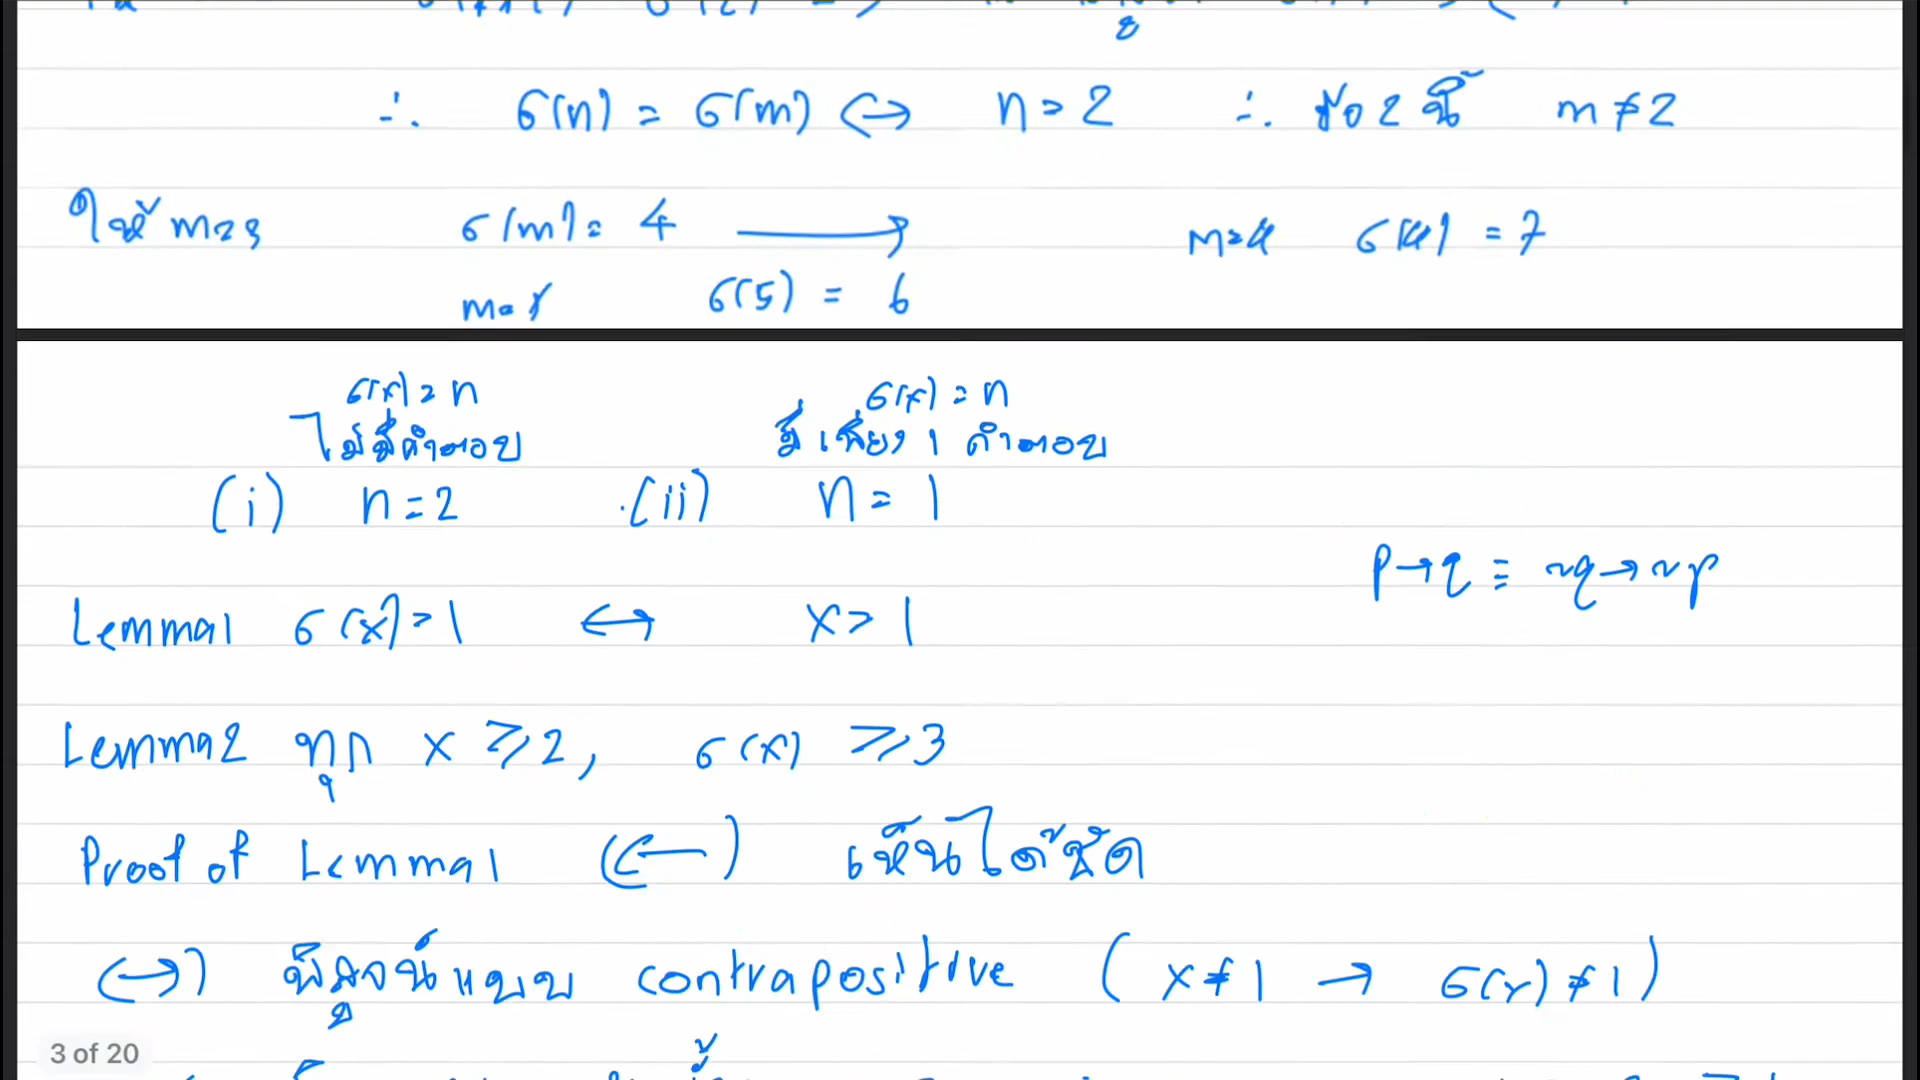 ∴ σ(n) = σ(m) ↔ n = 2 ∴ ข้อ 2 นี้ m ≠ 2
ให้ m = 3 σ(m) = 4 → m = 4 σ(4) = 7
m = 5 σ(5) = 6
σ(x) = n σ(x) = n
ไม่มีคำตอบ มีเพียง 1 คำตอบ
(i) n = 2 (ii) n = 1
p → q ≡ ~q → ~p
Lemma1 σ(x) = 1 ↔ x = 1
Lemma2 ทุก x ≥ 2, σ(x) ≥ 3
Proof of Lemma1 (←) เห็นได้ชัด
(→) พิสูจน์แบบ contrapositive (x ≠ 1 → σ(x) ≠ 1)
3 of 20